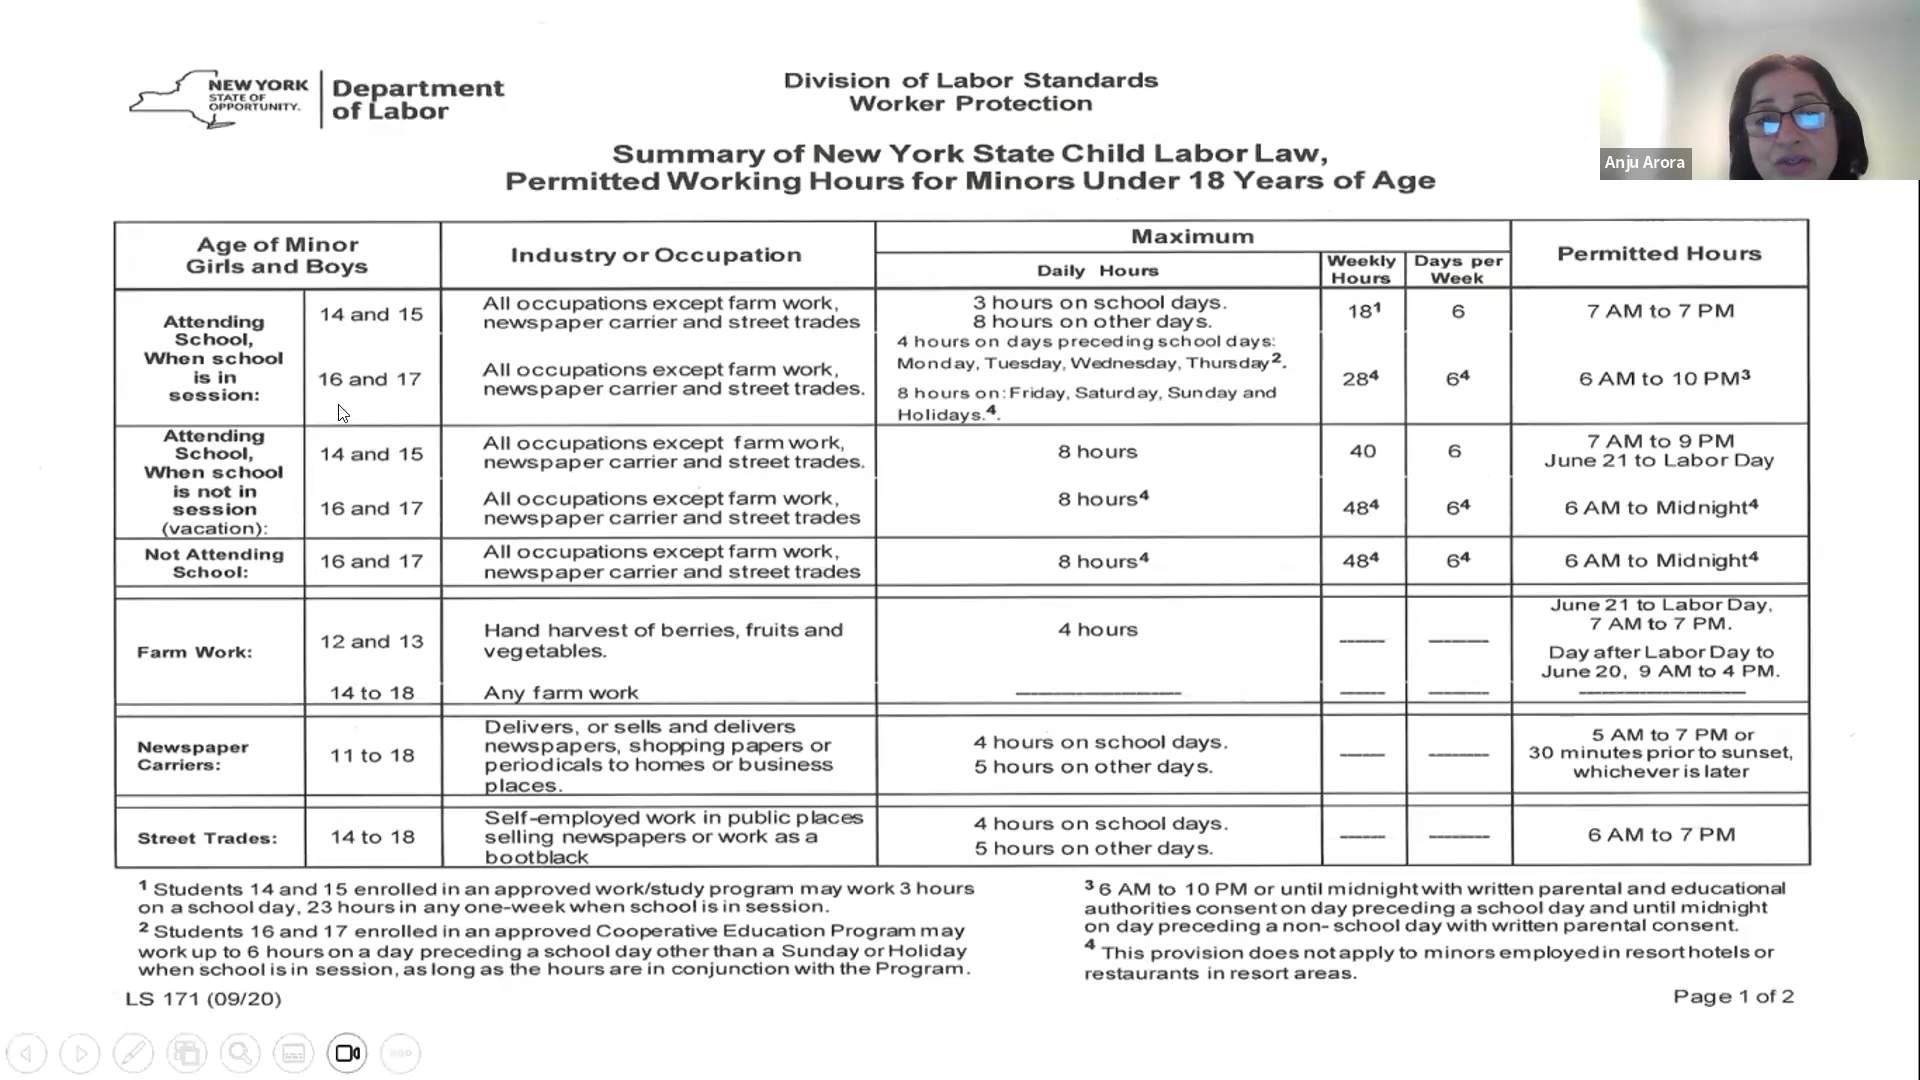 NEW YORK
STATE OF
OPPORTUNITY.
Department
of Labor
Division of Labor Standards
Worker Protection
Anju Arora
Summary of New York State Child Labor Law,
Permitted Working Hours for Minors Under 18 Years of Age
Age of Minor
Girls and Boys
Industry or Occupation
Maximum
Daily Hours
Weekly
Hours
Days per
Week
Permitted Hours
Attending
School,
When school
is in
session:
14 and 15
All occupations except farm work,
newspaper carrier and street trades
3 hours on school days.
8 hours on other days.
18¹
6
7 AM to 7 PM
16 and 17
All occupations except farm work,
newspaper carrier and street trades.
4 hours on days preceding school days:
Monday, Tuesday, Wednesday, Thursday².
8 hours on: Friday, Saturday, Sunday and
Holidays.⁴.
28⁴
6⁴
6 AM to 10 PM³
Attending
School,
When school
is not in
session
(vacation):
14 and 15
All occupations except farm work,
newspaper carrier and street trades.
8 hours
40
6
7 AM to 9 PM
June 21 to Labor Day
16 and 17
All occupations except farm work,
newspaper carrier and street trades
8 hours⁴
48⁴
6⁴
6 AM to Midnight⁴
Not Attending
School:
16 and 17
All occupations except farm work,
newspaper carrier and street trades
8 hours⁴
48⁴
6⁴
6 AM to Midnight⁴
Farm Work:
12 and 13
Hand harvest of berries, fruits and
vegetables.
4 hours
June 21 to Labor Day,
7 AM to 7 PM.
Day after Labor Day to
June 20, 9 AM to 4 PM.
14 to 18
Any farm work
Newspaper
Carriers:
11 to 18
Delivers, or sells and delivers
newspapers, shopping papers or
periodicals to homes or business
places.
4 hours on school days.
5 hours on other days.
5 AM to 7 PM or
30 minutes prior to sunset,
whichever is later
Street Trades:
14 to 18
Self-employed work in public places
selling newspapers or work as a
bootblack
4 hours on school days.
5 hours on other days.
6 AM to 7 PM
¹ Students 14 and 15 enrolled in an approved work/study program may work 3 hours
on a school day, 23 hours in any one-week when school is in session.
² Students 16 and 17 enrolled in an approved Cooperative Education Program may
work up to 6 hours on a day preceding a school day other than a Sunday or Holiday
when school is in session, as long as the hours are in conjunction with the Program.
³ 6 AM to 10 PM or until midnight with written parental and educational
authorities consent on day preceding a school day and until midnight
on day preceding a non- school day with written parental consent.
⁴ This provision does not apply to minors employed in resort hotels or
restaurants in resort areas.
LS 171 (09/20)
Page 1 of 2